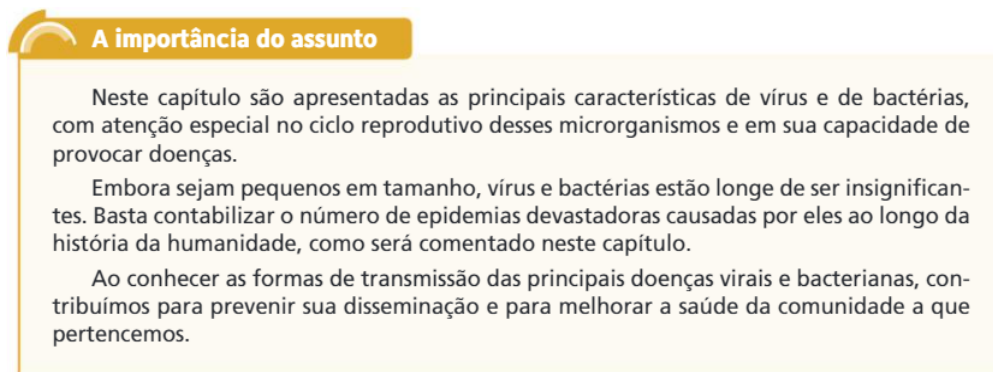 A importância do assunto
Neste capítulo são apresentadas as principais características de vírus e de bactérias,
com atenção especial no ciclo reprodutivo desses microrganismos e em sua capacidade de
provocar doenças.
Embora sejam pequenos em tamanho, vírus e bactérias estão longe de ser insignifican-
tes. Basta contabilizar o número de epidemias devastadoras causadas por eles ao longo da
história da humanidade, como será comentado neste capítulo.
Ao conhecer as formas de transmissão das principais doenças virais e bacterianas, con-
tribuímos para prevenir sua disseminação e para melhorar a saúde da comunidade a que
pertencemos.